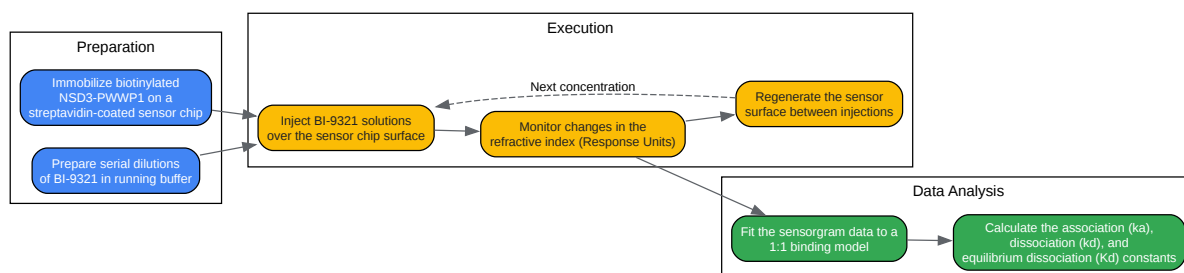 Preparation
Immobilize biotinylated
NSD3-PWWP1 on a
streptavidin-coated sensor chip
Prepare serial dilutions
of BI-9321 in running buffer
Execution
Next concentration
Inject BI-9321 solutions
over the sensor chip surface
Monitor changes in the
refractive index (Response Units)
Regenerate the sensor
surface between injections
Data Analysis
Fit the sensorgram data to a
1:1 binding model
Calculate the association (ka),
dissociation (kd), and
equilibrium dissociation (Kd) constants